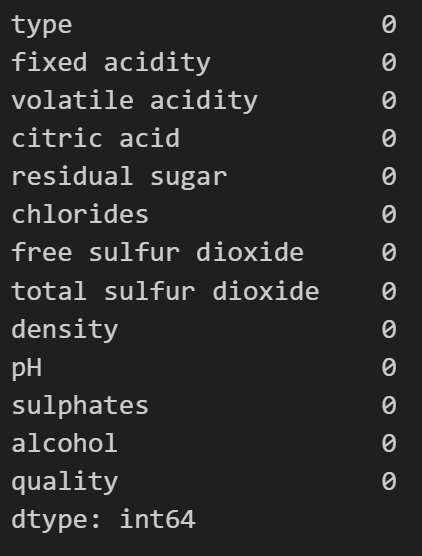 type 0
fixed acidity 0
volatile acidity 0
citric acid 0
residual sugar 0
chlorides 0
free sulfur dioxide 0
total sulfur dioxide 0
density 0
pH 0
sulphates 0
alcohol 0
quality 0
dtype: int64